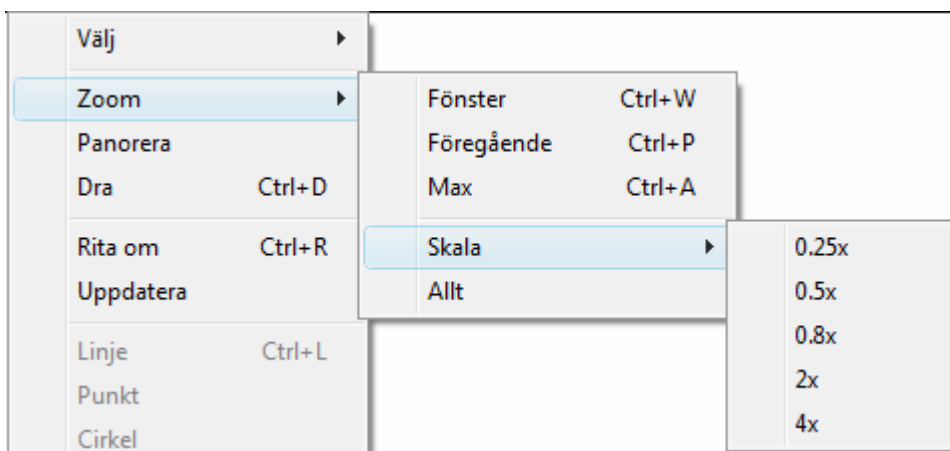 Välj
Zoom
Panorera
Dra Ctrl+D
Rita om Ctrl+R
Uppdatera
Linje Ctrl+L
Punkt
Cirkel
Fönster Ctrl+W
Föregående Ctrl+P
Max Ctrl+A
Skala
Allt
0.25x
0.5x
0.8x
2x
4x